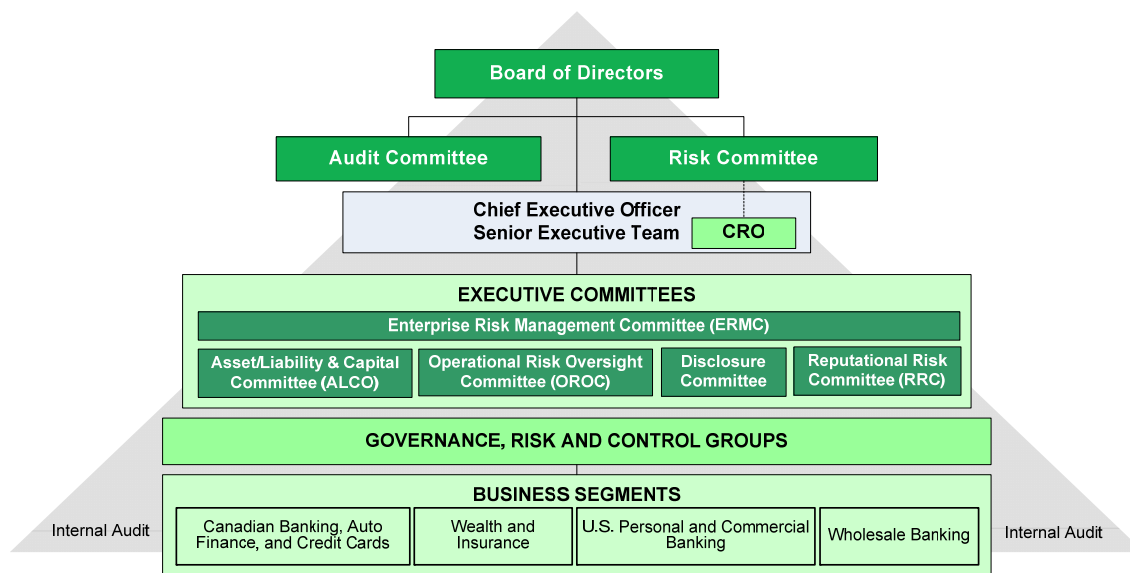 Board of Directors
Audit Committee
Risk Committee
Chief Executive Officer
Senior Executive Team
CRO
EXECUTIVE COMMITTEES
Enterprise Risk Management Committee (ERMC)
Asset/Liability & Capital
Committee (ALCO)
Operational Risk Oversight
Committee (OROC)
Disclosure
Committee
Reputational Risk
Committee (RRC)
GOVERNANCE, RISK AND CONTROL GROUPS
BUSINESS SEGMENTS
Internal Audit
Canadian Banking, Auto
Finance, and Credit Cards
Wealth and
Insurance
U.S. Personal and Commercial
Banking
Wholesale Banking
Internal Audit